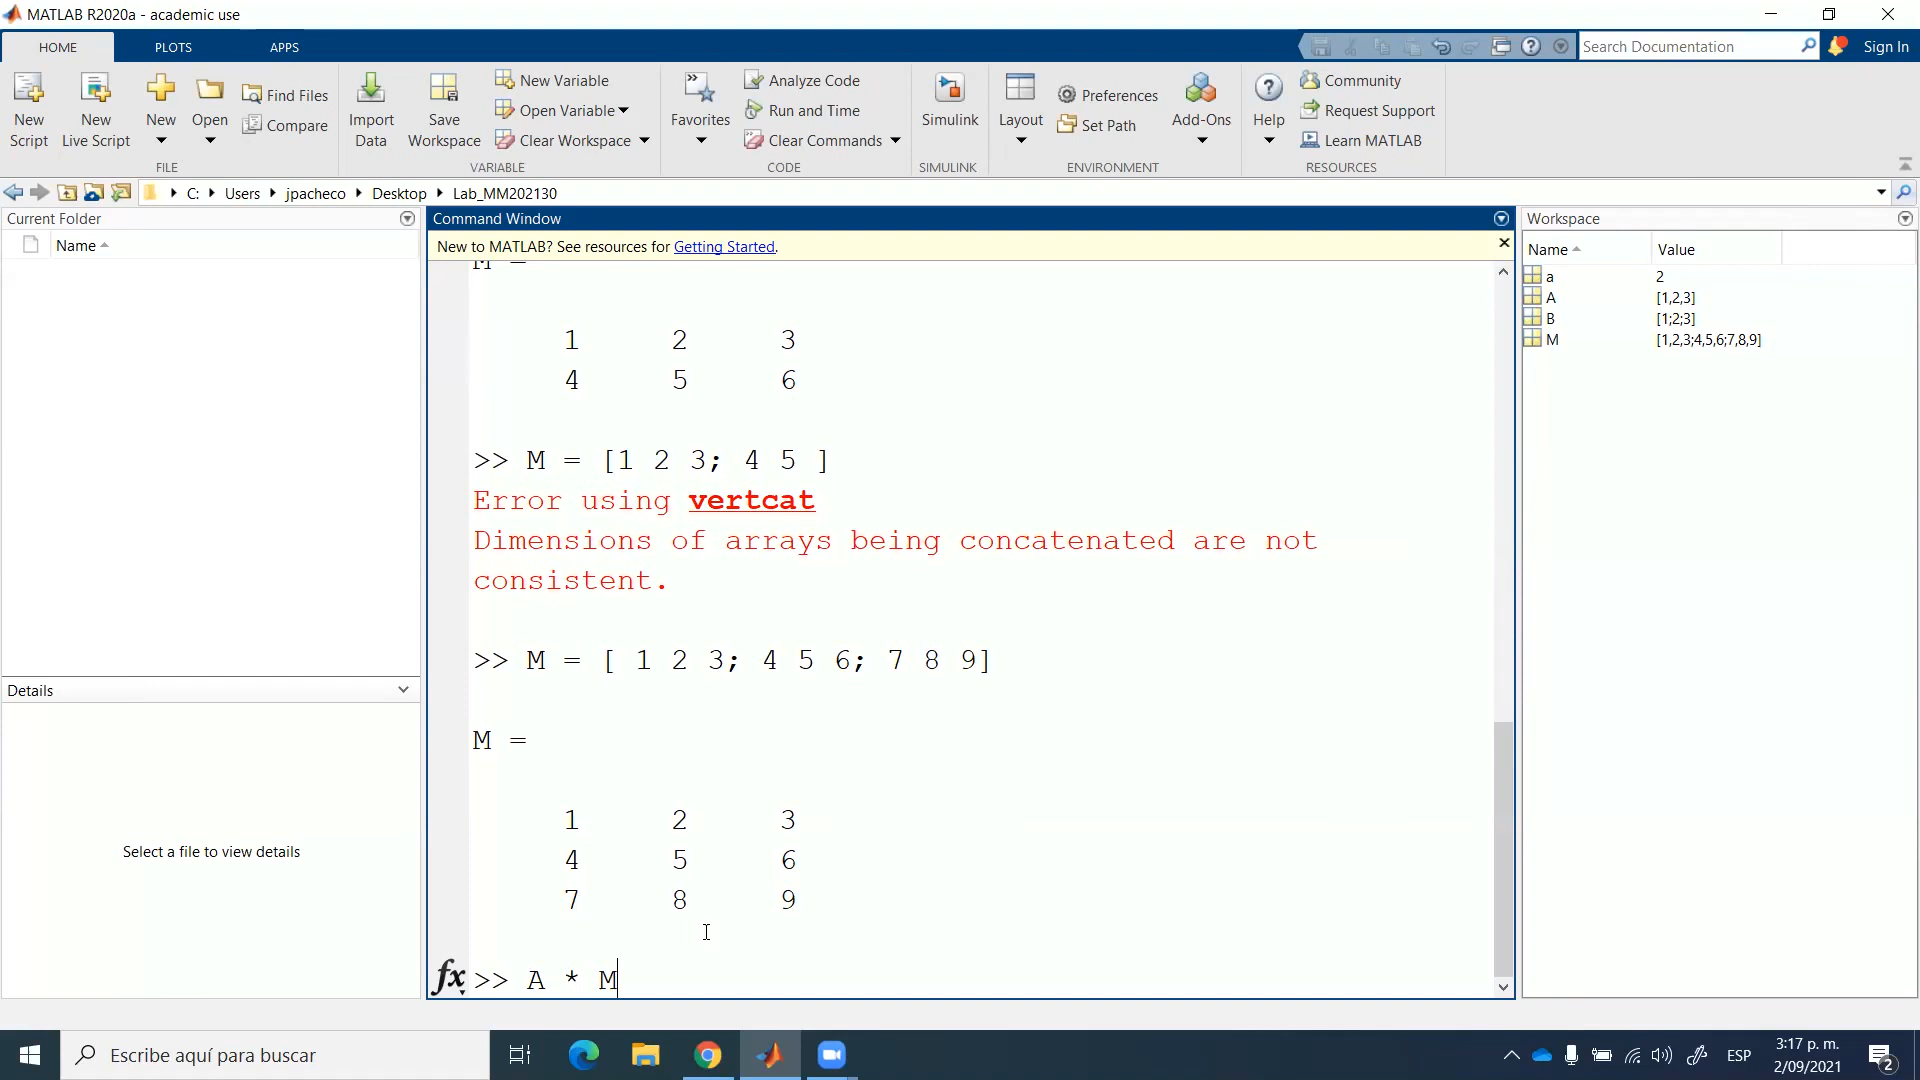 MATLAB R2020a - academic use
HOME PLOTS APPS
Search Documentation
Sign In
New Script
New Live Script
New
Open
Find Files
Compare
FILE
Import Data
Save Workspace
New Variable
Open Variable
Clear Workspace
VARIABLE
Favorites
Analyze Code
Run and Time
Clear Commands
CODE
Simulink
SIMULINK
Layout
Preferences
Set Path
Add-Ons
ENVIRONMENT
Help
Community
Request Support
Learn MATLAB
RESOURCES
C: Users jpacheco Desktop Lab_MM202130
Current Folder
Name
Details
Select a file to view details
Command Window
New to MATLAB? See resources for Getting Started.
M =
1 2 3
4 5 6
>> M = [1 2 3; 4 5 ]
Error using vertcat
Dimensions of arrays being concatenated are not
consistent.
>> M = [ 1 2 3; 4 5 6; 7 8 9]
M =
1 2 3
4 5 6
7 8 9
fx >> A * M
Workspace
Name Value
a 2
A [1,2,3]
B [1;2;3]
M [1,2,3;4,5,6;7,8,9]
Escribe aquí para buscar
ESP
3:17 p. m.
2/09/2021
2